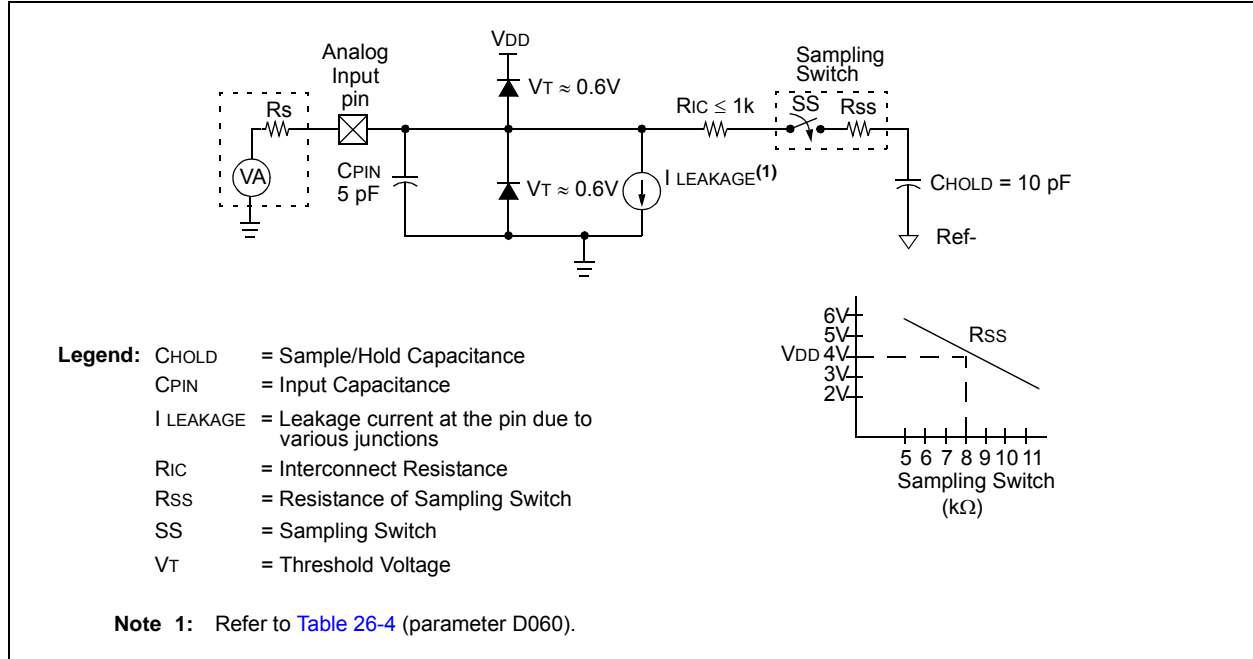 VDD
Analog
Input
pin
Sampling
Switch
VT ≈ 0.6V
Rs
RIC ≤ 1k
SS
Rss
VA
CPIN
5 pF
VT ≈ 0.6V
I LEAKAGE(1)
CHOLD = 10 pF
Ref-
6V
5V
VDD 4V
3V
2V
RSS
5 6 7 8 9 10 11
Sampling Switch
(kΩ)
Legend: CHOLD = Sample/Hold Capacitance
CPIN = Input Capacitance
I LEAKAGE = Leakage current at the pin due to
various junctions
RIC = Interconnect Resistance
RSS = Resistance of Sampling Switch
SS = Sampling Switch
VT = Threshold Voltage
Note 1: Refer to Table 26-4 (parameter D060).